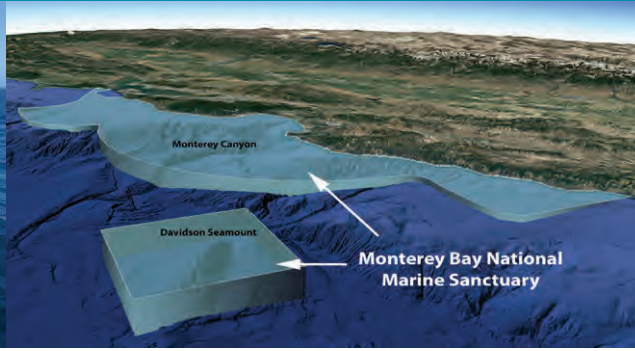 Monterey Canyon
Davidson Seamount
Monterey Bay National
Marine Sanctuary